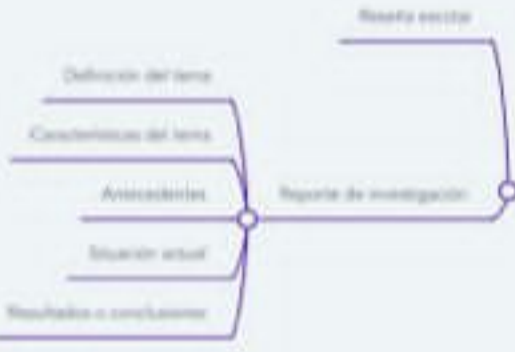 Reseña escolar
Definición del tema
Características del tema
Antecedentes
Reporte de investigación
Situación actual
Resultados o conclusiones